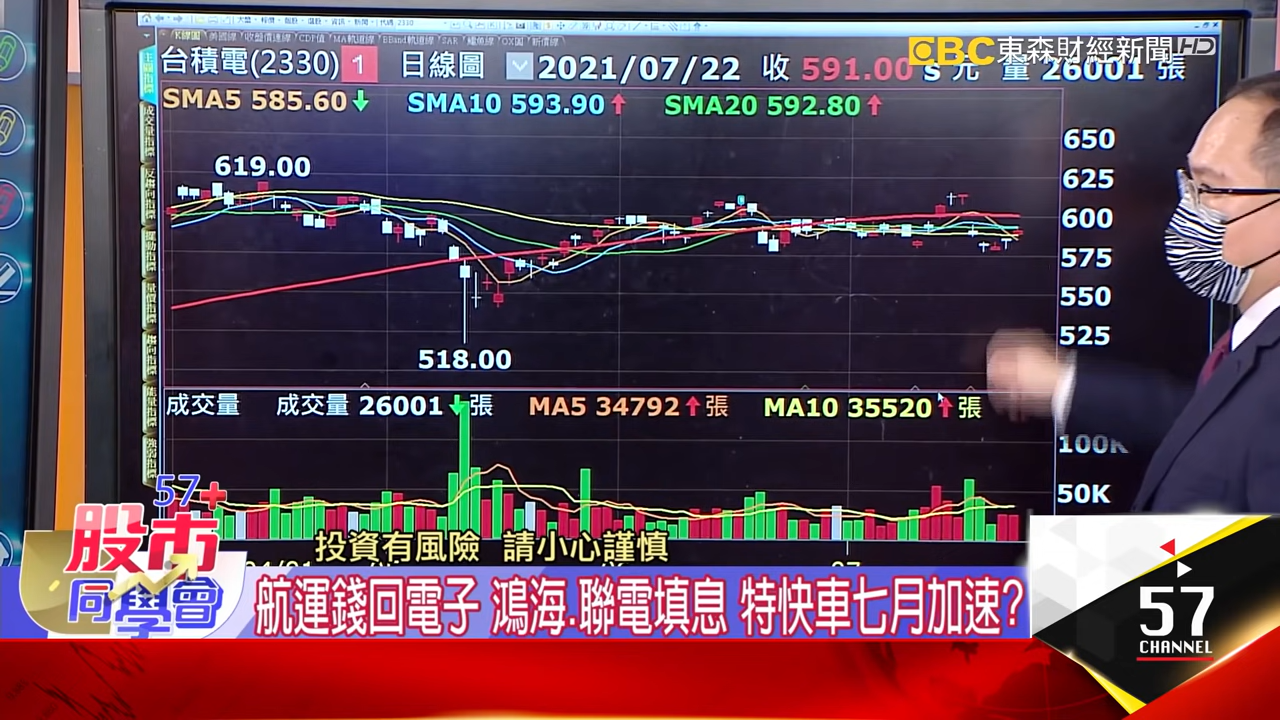 EBC 東森財經新聞 HD
台積電(2330) 1 日線圖 2021/07/22 收 591.00 s 元 量 26001 張
SMA5 585.60 SMA10 593.90 SMA20 592.80
650
619.00
625
600
575
550
525
518.00
成交量 成交量 26001 張 MA5 34792 張 MA10 35520 張
100K
50K
投資有風險 請小心謹慎
57+
股市
同學會
航運錢回電子 鴻海.聯電填息 特快車七月加速?
57
CHANNEL